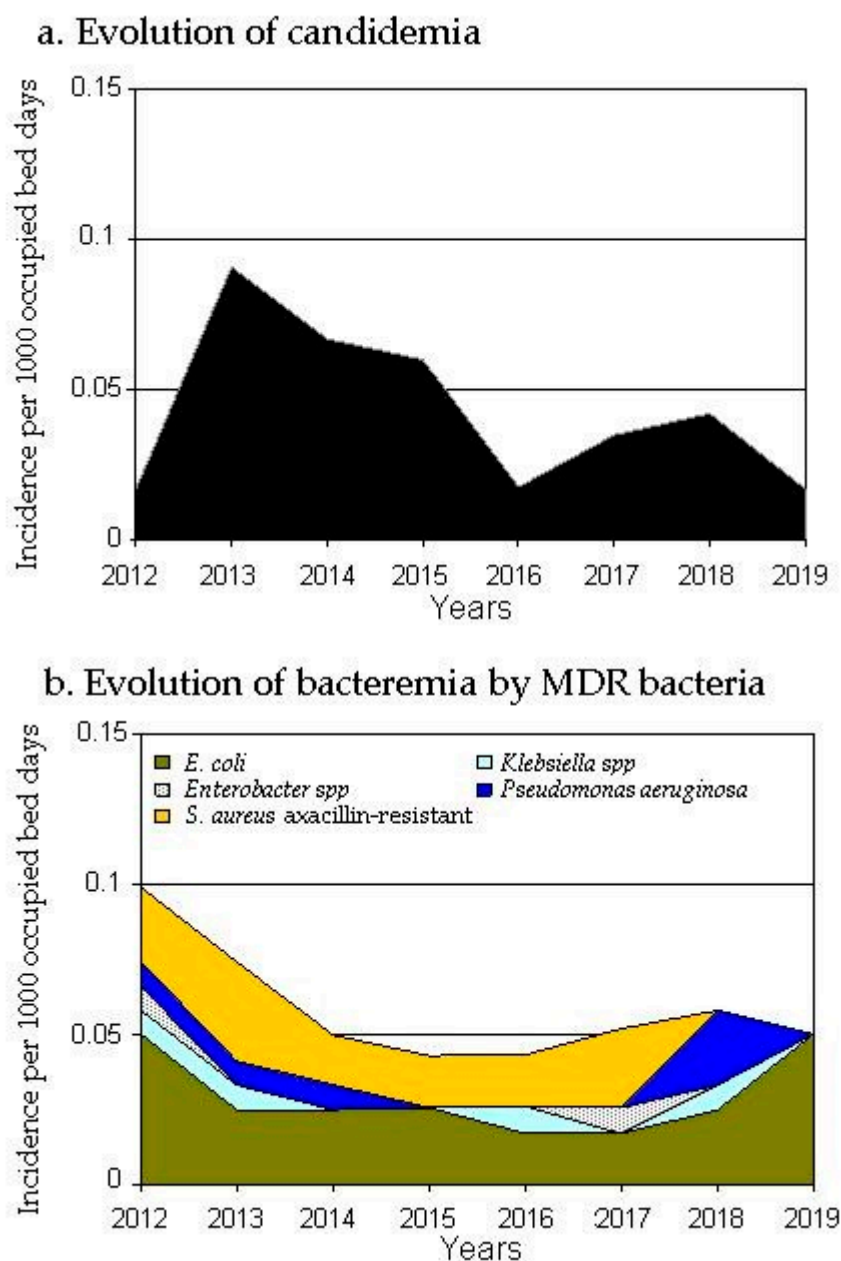 a. Evolution of candidemia
Incidence per 1000 occupied bed days
0.15
0.1
0.05
0
2012 2013 2014 2015 2016 2017 2018 2019
Years
b. Evolution of bacteremia by MDR bacteria
Incidence per 1000 occupied bed days
0.15
E. coli Klebsiella spp
Enterobacter spp Pseudomonas aeruginosa
S. aureus axacillin-resistant
0.1
0.05
0
2012 2013 2014 2015 2016 2017 2018 2019
Years